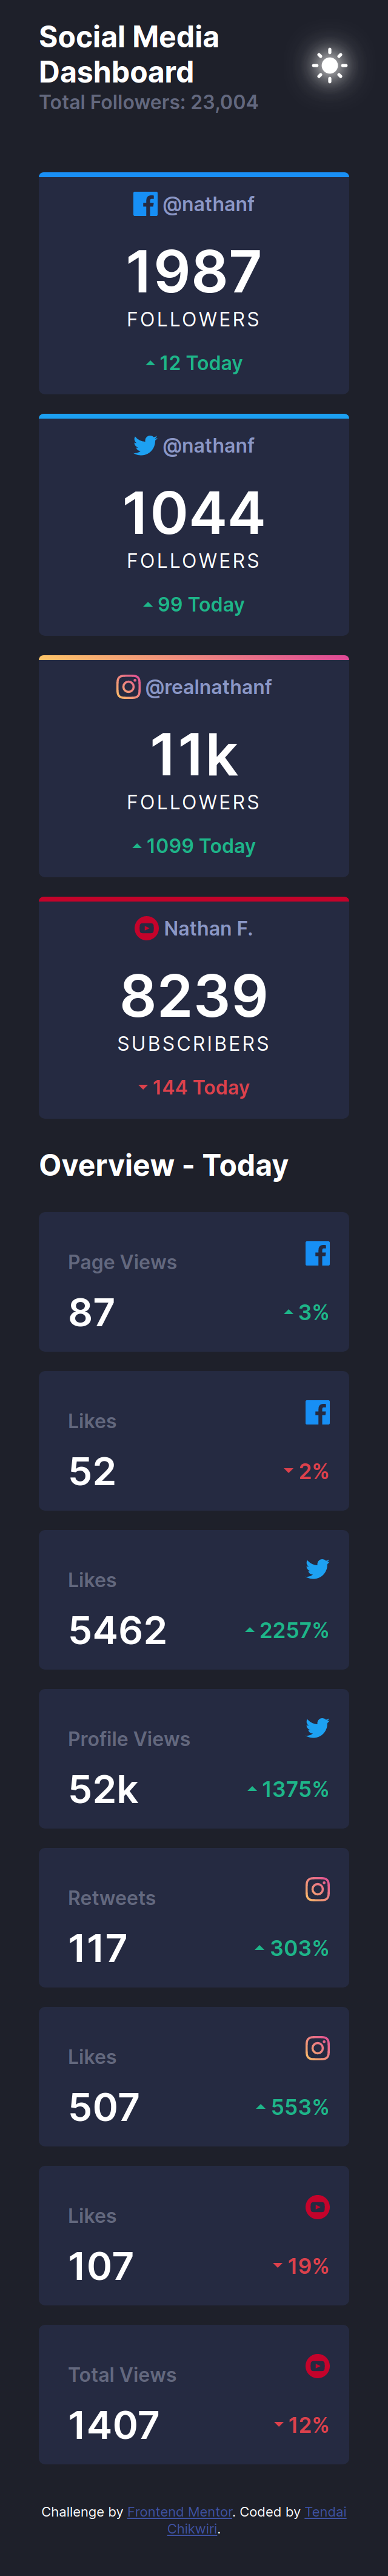 Social Media
Dashboard
Total Followers: 23,004
@nathanf
1987
FOLLOWERS
12 Today
@nathanf
1044
FOLLOWERS
99 Today
@realnathanf
11k
FOLLOWERS
1099 Today
Nathan F.
8239
SUBSCRIBERS
144 Today
Overview - Today
Page Views
87
3%
Likes
52
2%
Likes
5462
2257%
Profile Views
52k
1375%
Retweets
117
303%
Likes
507
553%
Likes
107
19%
Total Views
1407
12%
Challenge by Frontend Mentor. Coded by Tendai
Chikwiri.